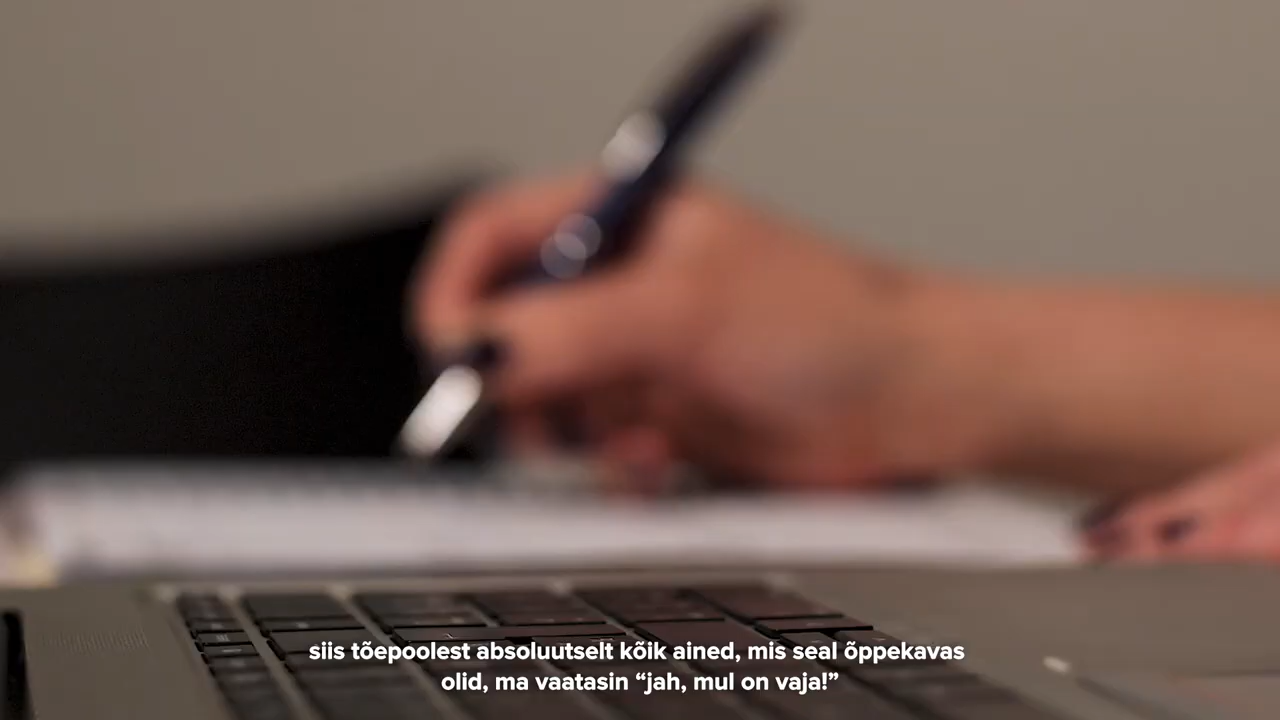 siis tõepoolest absoluutselt kõik ained, mis seal õppekavas
olid, ma vaatasin “jah, mul on vaja!”